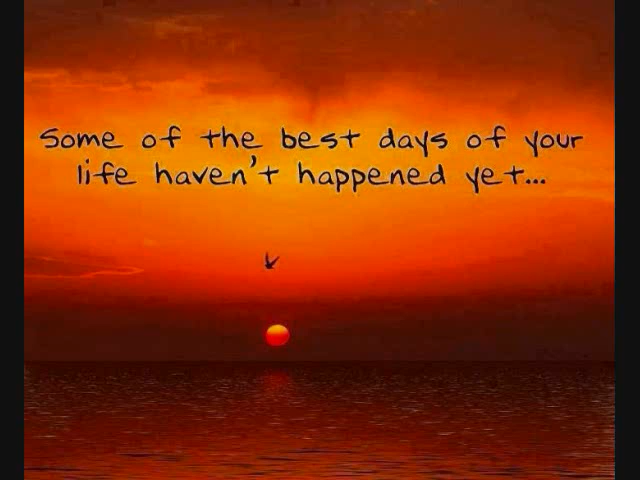 Some of the best days of your
life haven't happened yet...